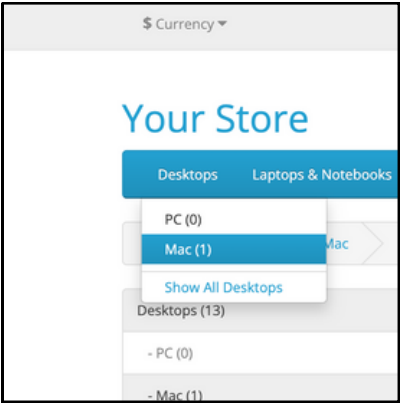 $ Currency
Your Store
Desktops Laptops & Notebooks
PC (0)
Mac (1) Mac
Show All Desktops
Desktops (13)
- PC (0)
- Mac (1)